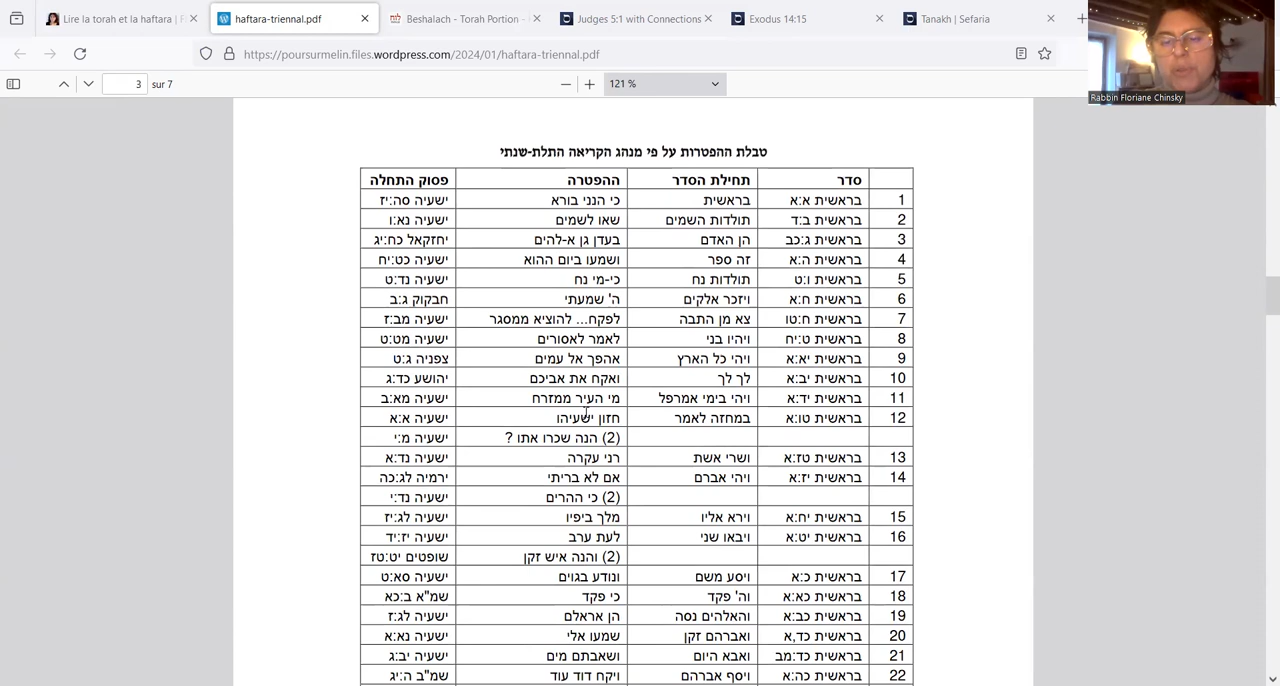 Lire la torah et la haftara | F
haftara-triennal.pdf
Beshalach - Torah Portion -
Judges 5:1 with Connections
Exodus 14:15
Tanakh | Sefaria
https://poursurmelin.files.wordpress.com/2024/01/haftara-triennal.pdf
3 sur 7
121 %
Rabbin Floriane Chinsky
טבלת ההפטרות על פי מנהג הקריאה התלת-שנתי
סדר תחילת הסדר ההפטרה פסוק התחלה
1 בראשית א:א בראשית כי הנני בורא ישעיה סה:יז
2 בראשית ב:ד תולדות השמים שאו לשמים ישעיה נא:ו
3 בראשית ג:כב הן האדם בעדן גן א-להים יחזקאל כח:יג
4 בראשית ה:א זה ספר ושמעו ביום ההוא ישעיה כט:יח
5 בראשית ו:ט תולדות נח כי-מי נח ישעיה נד:ט
6 בראשית ח:א ויזכר אלקים ה' שמעתי חבקוק ג:ב
7 בראשית ח:טו צא מן התבה לפקח... להוציא ממסגר ישעיה מב:ז
8 בראשית ט:יח ויהיו בני לאמר לאסורים ישעיה מט:ט
9 בראשית יא:א ויהי כל הארץ אהפך אל עמים צפניה ג:ט
10 בראשית יב:א לך לך ואקח את אביכם יהושע כד:ג
11 בראשית יד:א ויהי בימי אמרפל מי העיר ממזרח ישעיה מא:ב
12 בראשית טו:א במחזה לאמר חזון ישעיהו ישעיה א:א
(2) הנה שכרו אתו ? ישעיה מ:י
13 בראשית טז:א ושרי אשת רני עקרה ישעיה נד:א
14 בראשית יז:א ויהי אברם אם לא בריתי ירמיה לג:כה
(2) כי ההרים ישעיה נד:י
15 בראשית יח:א וירא אליו מלך ביפיו ישעיה לג:יז
16 בראשית יט:א ויבאו שני לעת ערב ישעיה יז:יד
(2) והנה איש זקן שופטים יט:טז
17 בראשית כ:א ויסע משם ונודע בגוים ישעיה סא:ט
18 בראשית כא:א וה' פקד כי פקד שמ"א ב:כא
19 בראשית כב:א והאלהים נסה הן אראלם ישעיה לג:ז
20 בראשית כד,א ואברהם זקן שמעו אלי ישעיה נא:א
21 בראשית כד:מב ואבא היום ושאבתם מים ישעיה יב:ג
22 בראשית כה:א ויסף אברהם ויקח דוד עוד שמ"ב ה:יג